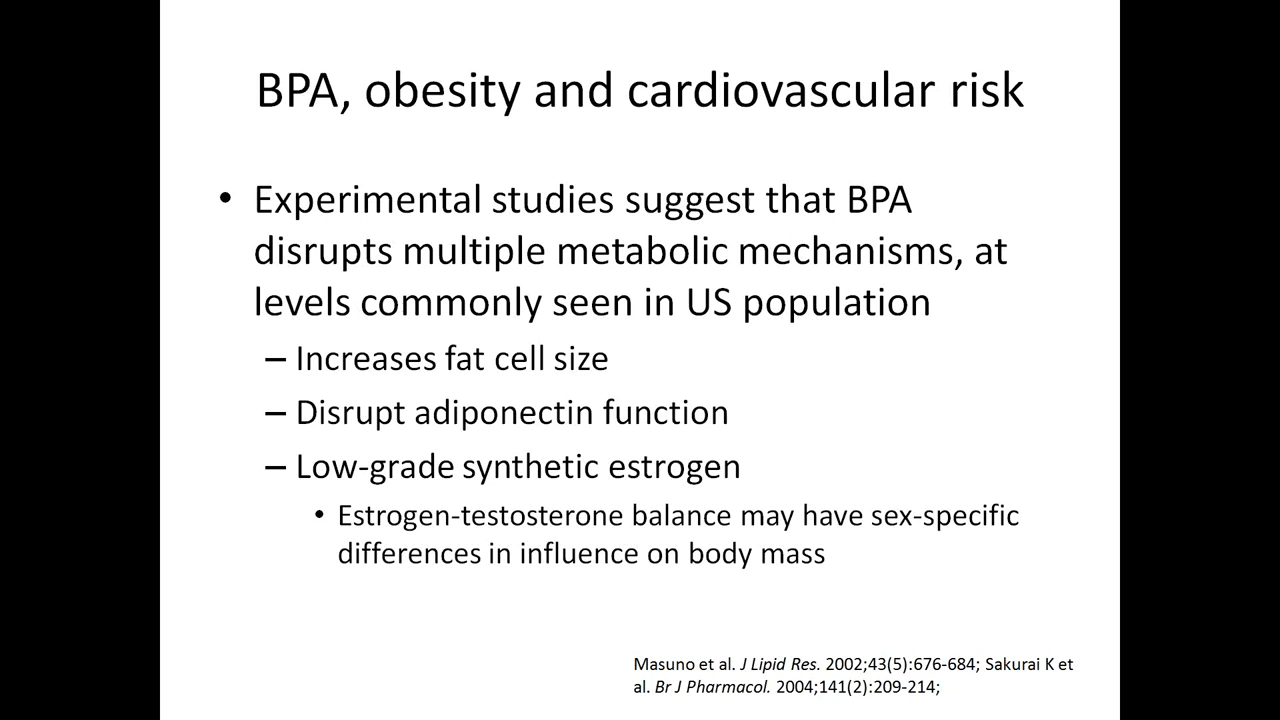 BPA, obesity and cardiovascular risk
• Experimental studies suggest that BPA
disrupts multiple metabolic mechanisms, at
levels commonly seen in US population
– Increases fat cell size
– Disrupt adiponectin function
– Low-grade synthetic estrogen
• Estrogen-testosterone balance may have sex-specific
differences in influence on body mass
Masuno et al. J Lipid Res. 2002;43(5):676-684; Sakurai K et
al. Br J Pharmacol. 2004;141(2):209-214;